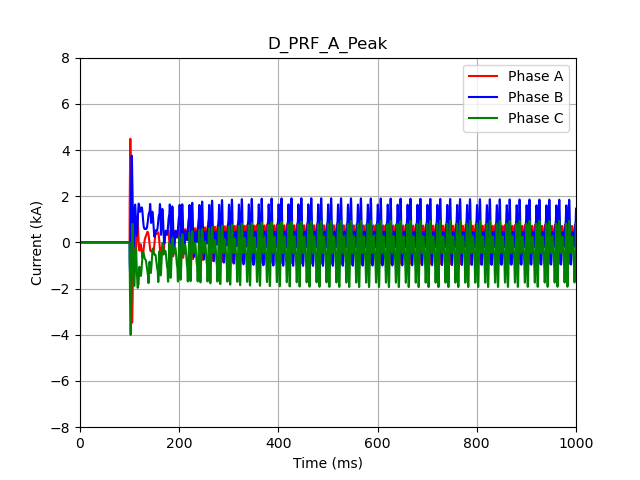 D_PRF_A_Peak
Phase A
Phase B
Phase C
Current (kA)
8
6
4
2
0
−2
−4
−6
−8
0 200 400 600 800 1000
Time (ms)